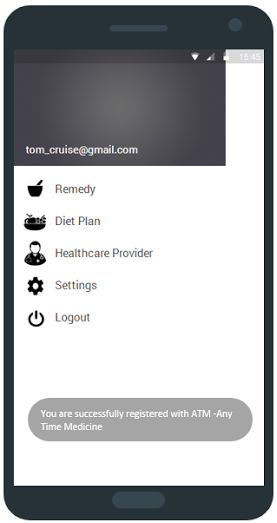 15:45
tom_cruise@gmail.com
Remedy
Diet Plan
Healthcare Provider
Settings
Logout
You are successfully registered with ATM -Any
Time Medicine